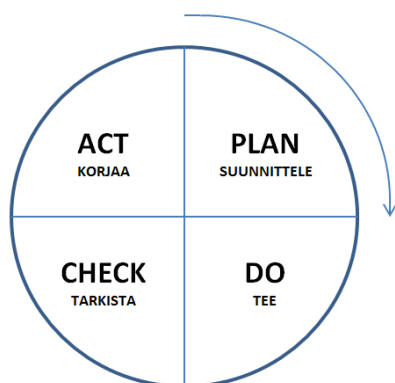 ACT
KORJAA
PLAN
SUUNNITTELE
CHECK
TARKISTA
DO
TEE